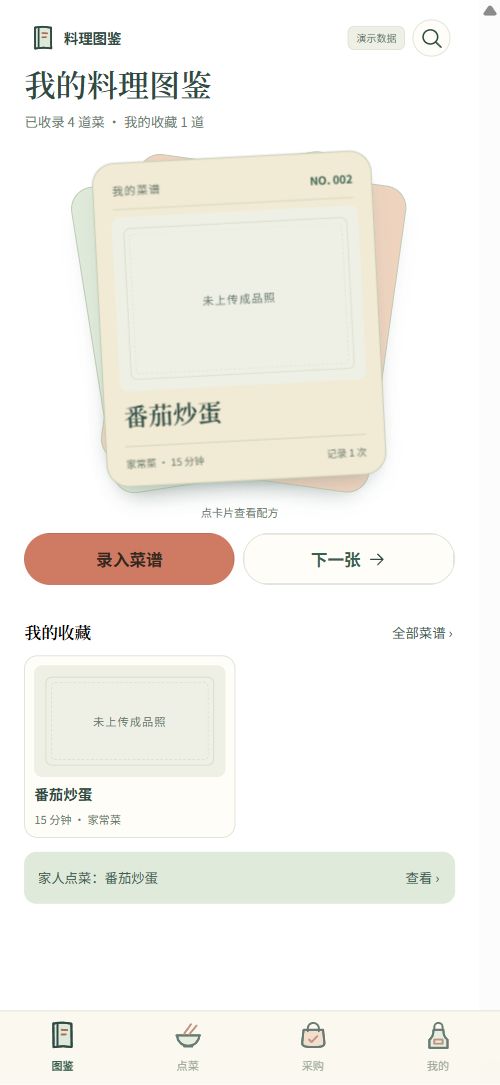 料理图鉴
演示数据
我的料理图鉴
已收录 4 道菜 · 我的收藏 1 道
我的菜谱
NO. 002
未上传成品照
番茄炒蛋
家常菜 · 15 分钟
记录 1 次
点卡片查看配方
录入菜谱
下一张 →
我的收藏
全部菜谱 ›
未上传成品照
番茄炒蛋
15 分钟 · 家常菜
家人点菜：番茄炒蛋
查看 ›
图鉴
点菜
采购
我的